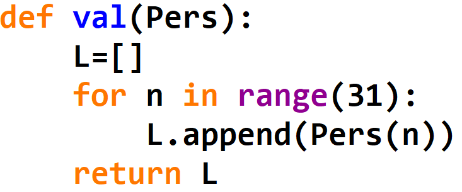 def val(Pers):
    L=[]
    for n in range(31):
        L.append(Pers(n))
    return L